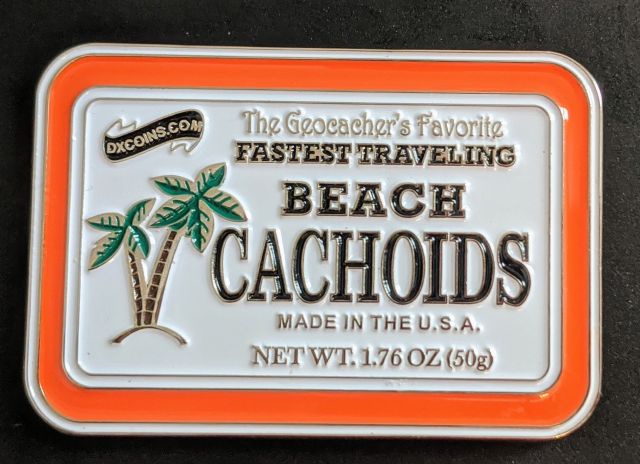 DXCOINS.COM
The Geocacher's Favorite
FASTEST TRAVELING
BEACH
CACHOIDS
MADE IN THE U.S.A.
NET WT. 1.76 OZ (50g)